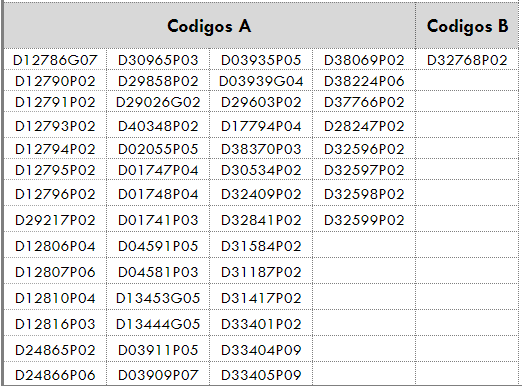 Codigos A Codigos B
D12786G07 D30965P03 D03935P05 D38069P02 D32768P02
D12790P02 D29858P02 D03939G04 D38224P06
D12791P02 D29026G02 D29603P02 D37766P02
D12793P02 D40348P02 D17794P04 D28247P02
D12794P02 D02055P05 D38370P03 D32596P02
D12795P02 D01747P04 D30534P02 D32597P02
D12796P02 D01748P04 D32409P02 D32598P02
D29217P02 D01741P03 D32841P02 D32599P02
D12806P04 D04591P05 D31584P02
D12807P06 D04581P03 D31187P02
D12810P04 D13453G05 D31417P02
D12816P03 D13444G05 D33401P02
D24865P02 D03911P05 D33404P09
D24866P06 D03909P07 D33405P09